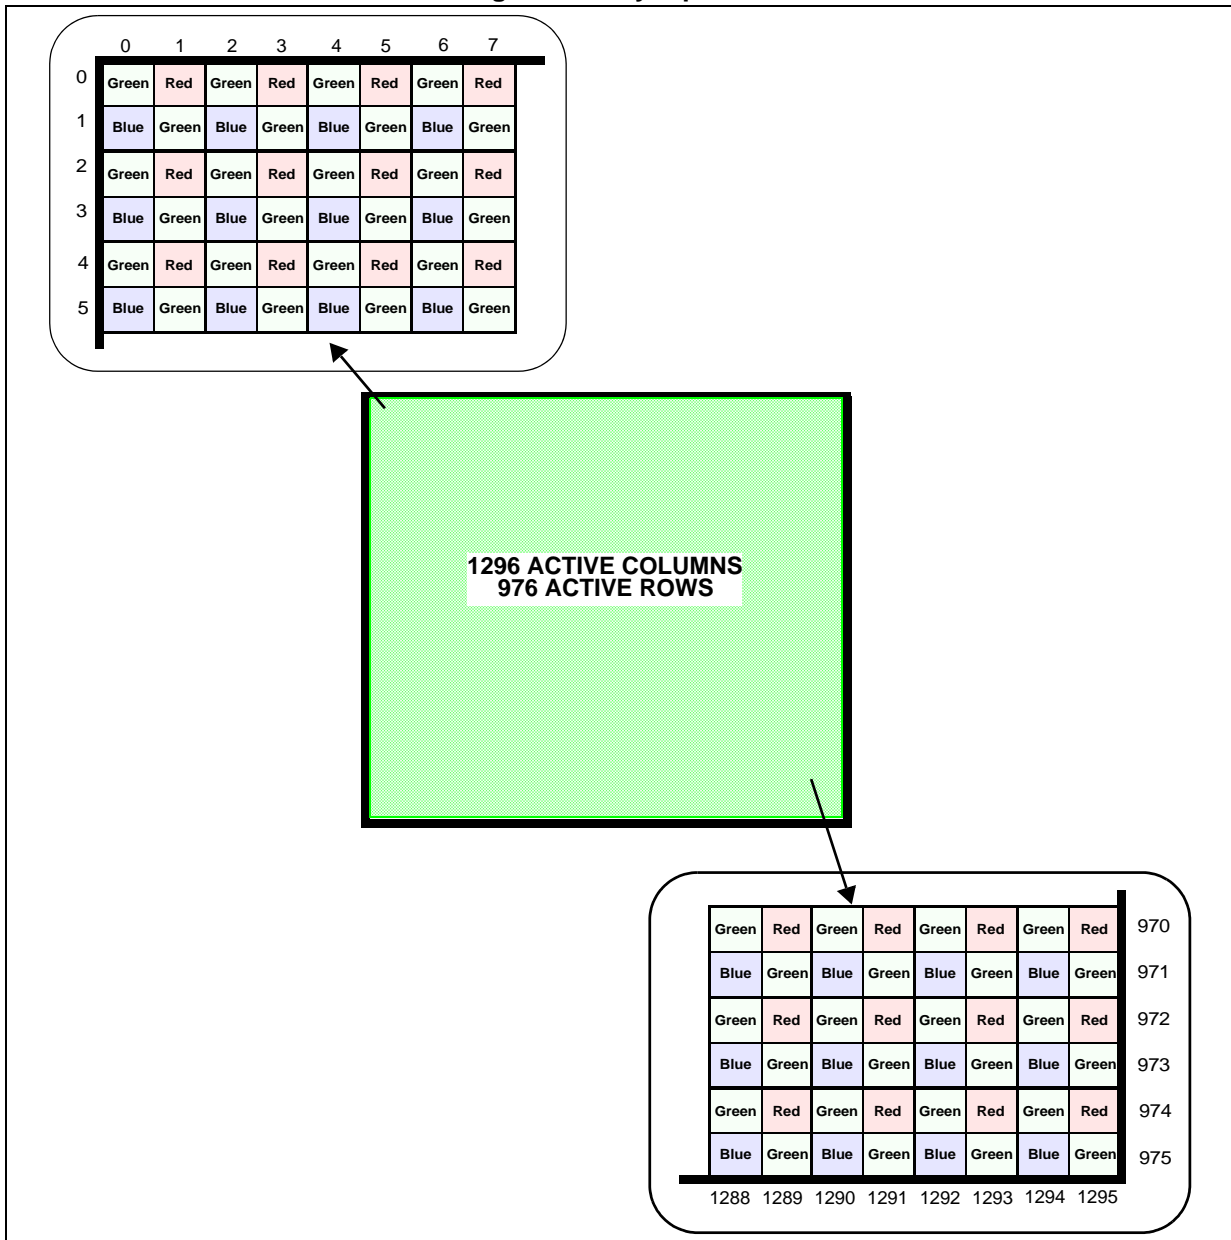 0 1 2 3 4 5 6 7
0 Green Red Green Red Green Red Green Red
1 Blue Green Blue Green Blue Green Blue Green
2 Green Red Green Red Green Red Green Red
3 Blue Green Blue Green Blue Green Blue Green
4 Green Red Green Red Green Red Green Red
5 Blue Green Blue Green Blue Green Blue Green
1296 ACTIVE COLUMNS
976 ACTIVE ROWS
Green Red Green Red Green Red Green Red 970
Blue Green Blue Green Blue Green Blue Green 971
Green Red Green Red Green Red Green Red 972
Blue Green Blue Green Blue Green Blue Green 973
Green Red Green Red Green Red Green Red 974
Blue Green Blue Green Blue Green Blue Green 975
1288 1289 1290 1291 1292 1293 1294 1295